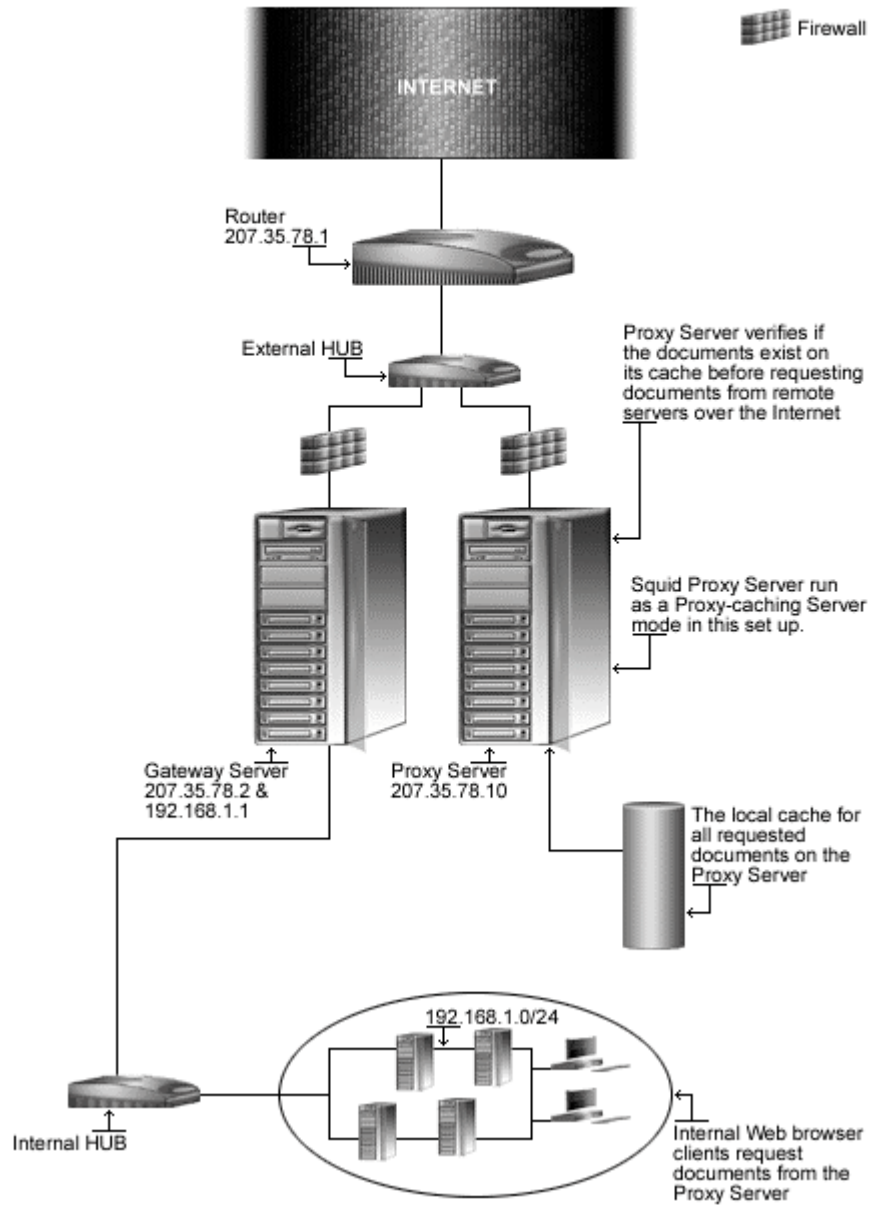 Firewall
INTERNET
Router
207.35.78.1
External HUB
Proxy Server verifies if
the documents exist on
its cache before requesting
documents from remote
servers over the Internet
Squid Proxy Server run
as a Proxy-caching Server
mode in this set up.
Gateway Server
207.35.78.2 &
192.168.1.1
Proxy Server
207.35.78.10
The local cache for
all requested
documents on the
Proxy Server
192.168.1.0/24
Internal HUB
Internal Web browser
clients request
documents from the
Proxy Server